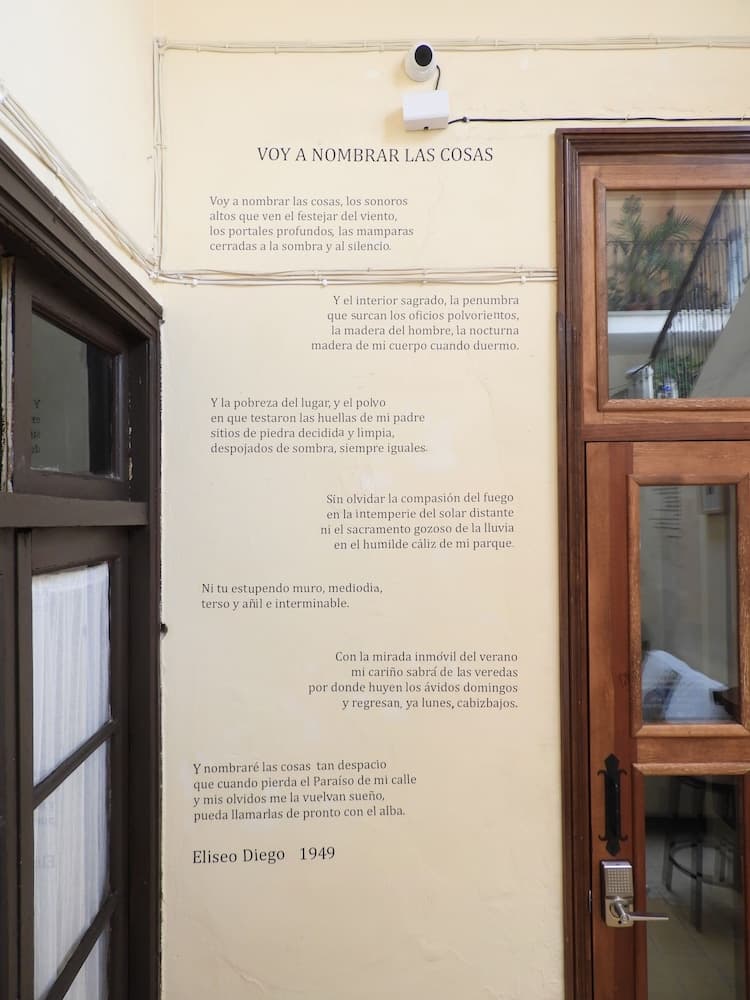 VOY A NOMBRAR LAS COSAS
Voy a nombrar las cosas, los sonoros
altos que ven el festejar del viento,
los portales profundos, las mamparas
cerradas a la sombra y al silencio.
Y el interior sagrado, la penumbra
que surcan los oficios polvorientos,
la madera del hombre, la nocturna
madera de mi cuerpo cuando duermo.
Y la pobreza del lugar, y el polvo
en que testaron las huellas de mi padre
sitios de piedra decidida y limpia,
despojados de sombra, siempre iguales.
Sin olvidar la compasión del fuego
en la intemperie del solar distante
ni el sacramento gozoso de la lluvia
en el humilde cáliz de mi parque.
Ni tu estupendo muro, mediodia,
terso y añil e interminable.
Con la mirada inmóvil del verano
mi cariño sabrá de las veredas
por donde huyen los ávidos domingos
y regresan, ya lunes, cabizbajos.
Y nombraré las cosas tan despacio
que cuando pierda el Paraíso de mi calle
y mis olvidos me la vuelvan sueño,
pueda llamarlas de pronto con el alba.
Eliseo Diego 1949